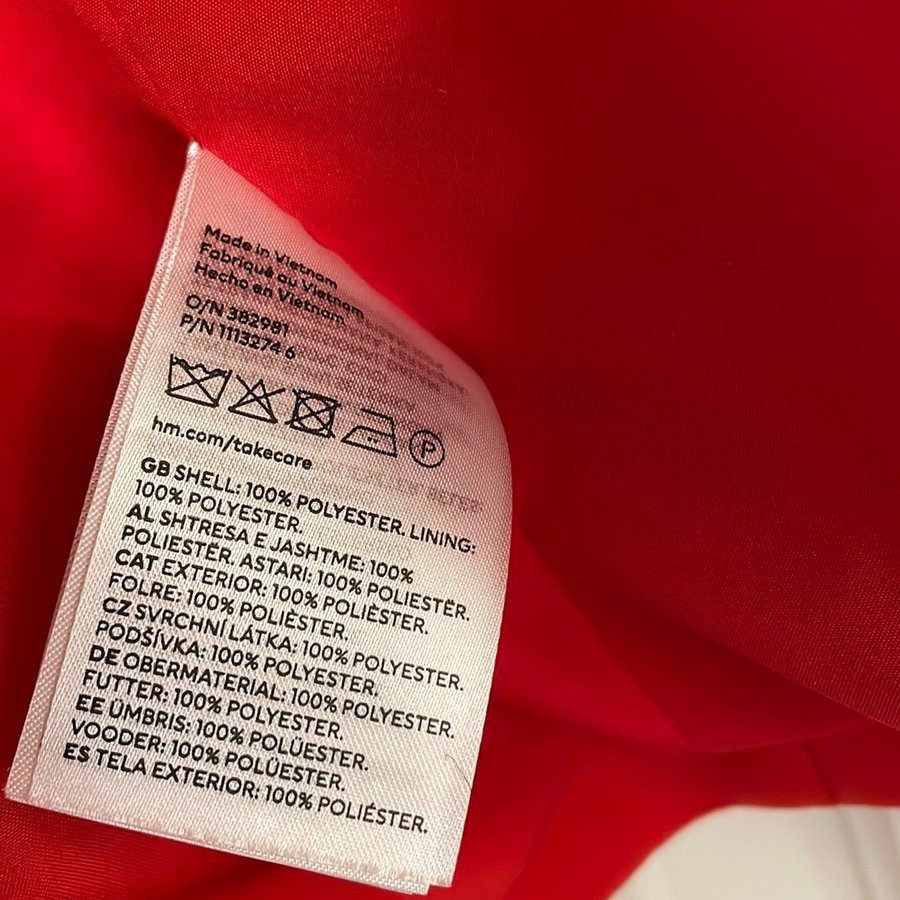 Made in Vietnam
Fabriqué au Vietnam
Hecho en Vietnam
O/N 382981
P/N 1113274 6
P
hm.com/takecare
GB SHELL: 100% POLYESTER. LINING:
100% POLYESTER.
AL SHTRESA E JASHTME: 100%
POLIESTËR. ASTARI: 100% POLIESTËR.
CAT EXTERIOR: 100% POLIÈSTER.
FOLRE: 100% POLIÈSTER.
CZ SVRCHNÍ LÁTKA: 100% POLYESTER.
PODŠÍVKA: 100% POLYESTER.
DE OBERMATERIAL: 100% POLYESTER.
FUTTER: 100% POLYESTER.
EE ÜMBRIS: 100% POLÜESTER.
VOODER: 100% POLÜESTER.
ES TELA EXTERIOR: 100% POLIÉSTER.